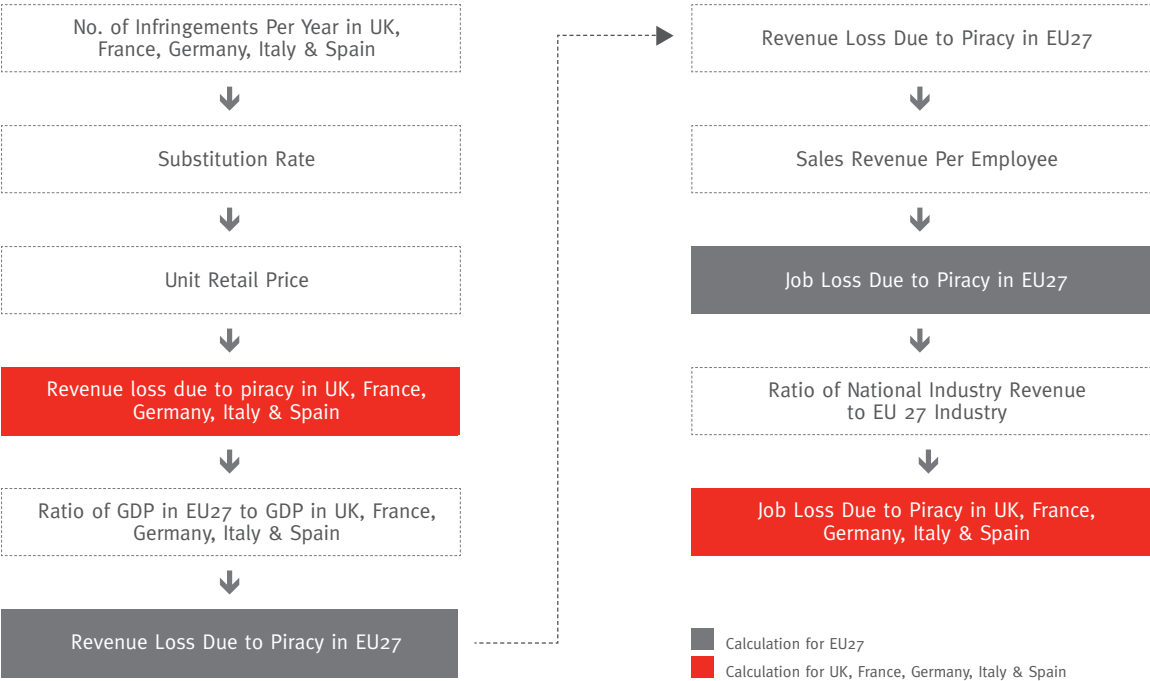 No. of Infringements Per Year in UK,
France, Germany, Italy & Spain
Substitution Rate
Unit Retail Price
Revenue loss due to piracy in UK, France,
Germany, Italy & Spain
Ratio of GDP in EU27 to GDP in UK, France,
Germany, Italy & Spain
Revenue Loss Due to Piracy in EU27
Revenue Loss Due to Piracy in EU27
Sales Revenue Per Employee
Job Loss Due to Piracy in EU27
Ratio of National Industry Revenue
to EU 27 Industry
Job Loss Due to Piracy in UK, France,
Germany, Italy & Spain
Calculation for EU27
Calculation for UK, France, Germany, Italy & Spain